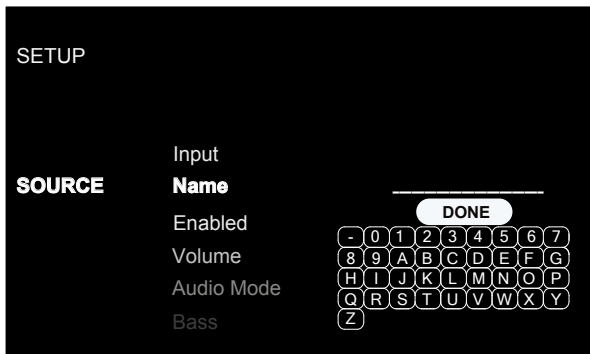 SETUP
Input
SOURCE Name _____________
DONE
Enabled
- 0 1 2 3 4 5 6 7
Volume
8 9 A B C D E F G
H I J K L M N O P
Audio Mode
Q R S T U V W X Y
Bass
Z